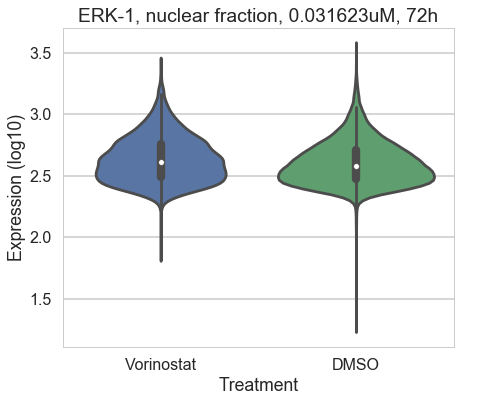 ERK-1, nuclear fraction, 0.031623uM, 72h
Expression (log10)
3.5
3.0
2.5
2.0
1.5
Vorinostat DMSO
Treatment